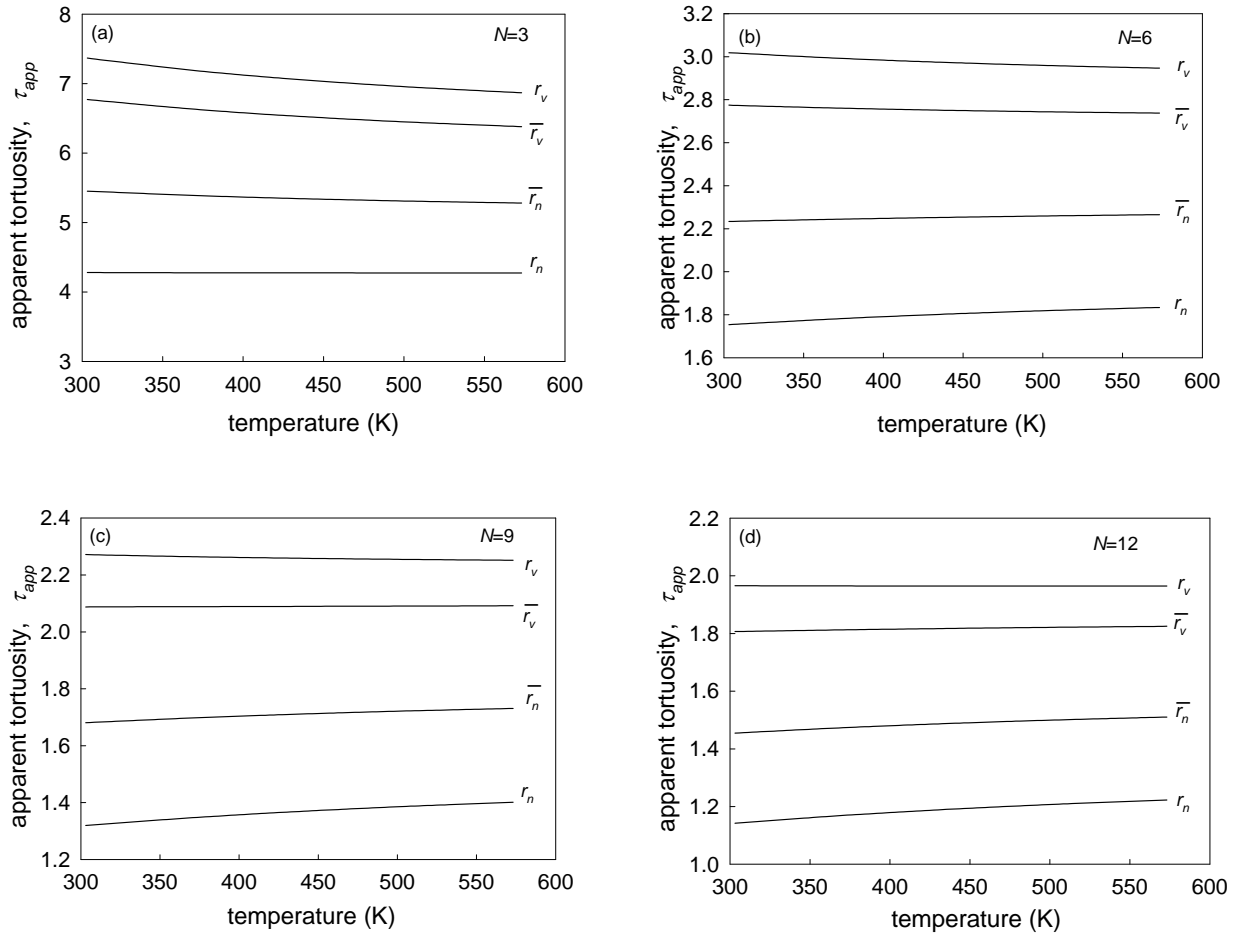 (a)
N=3
8
7
6
5
4
3
apparent tortuosity, τapp
rv
r̅v
r̅n
rn
300 350 400 450 500 550 600
temperature (K)
(b)
N=6
3.2
3.0
2.8
2.6
2.4
2.2
2.0
1.8
1.6
apparent tortuosity, τapp
rv
r̅v
r̅n
rn
300 350 400 450 500 550 600
temperature (K)
(c)
N=9
2.4
2.2
2.0
1.8
1.6
1.4
1.2
apparent tortuosity, τapp
rv
r̅v
r̅n
rn
300 350 400 450 500 550 600
temperature (K)
(d)
N=12
2.2
2.0
1.8
1.6
1.4
1.2
1.0
apparent tortuosity, τapp
rv
r̅v
r̅n
rn
300 350 400 450 500 550 600
temperature (K)